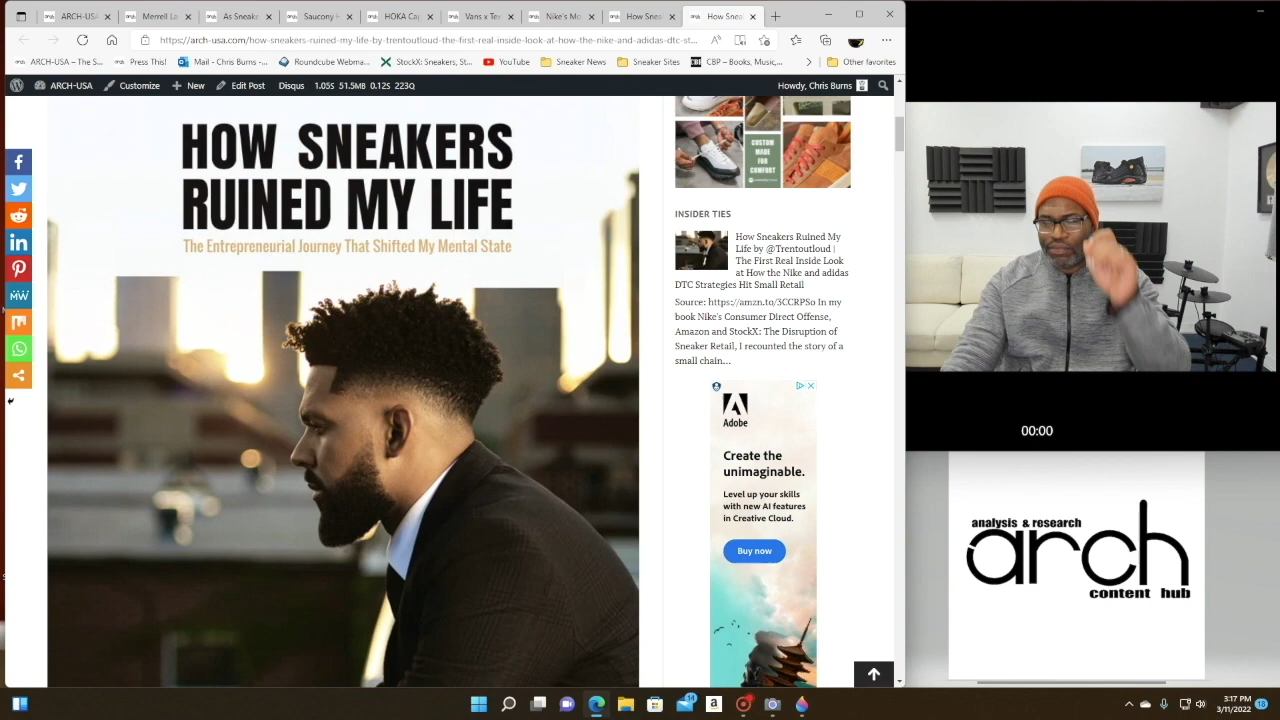 ARCH-USA
Merrell La
As Sneake
Saucony H
HOKA Cap
Vans x Ter
Nike's Mo
How Snea
How Sneal
https://arch-usa.com/how-sneakers-ruined-my-life-by-trentoutloud-the-first-real-inside-look-at-how-the-nike-and-adidas-dtc-st...
ARCH-USA – The S...
Press This!
Mail - Chris Burns -...
Roundcube Webma...
StockX: Sneakers, St...
YouTube
Sneaker News
Sneaker Sites
CBP – Books, Music,...
Other favorites
ARCH-USA
Customize
New
Edit Post
Disqus
1.05S 51.5MB 0.12S 223Q
Howdy, Chris Burns
HOW SNEAKERS
RUINED MY LIFE
The Entrepreneurial Journey That Shifted My Mental State
CUSTOM
MADE
FOR
COMFORT
INSIDER TIES
How Sneakers Ruined My
Life by @Trentoutloud |
The First Real Inside Look
at How the Nike and adidas
DTC Strategies Hit Small Retail
Source: https://amzn.to/3CCRPSo In my
book Nike's Consumer Direct Offense,
Amazon and StockX: The Disruption of
Sneaker Retail, I recounted the story of a
small chain...
Adobe
Create the
unimaginable.
Level up your skills
with new AI features
in Creative Cloud.
Buy now
00:00
analysis & research
arch
content hub
14
3:17 PM
3/11/2022
18